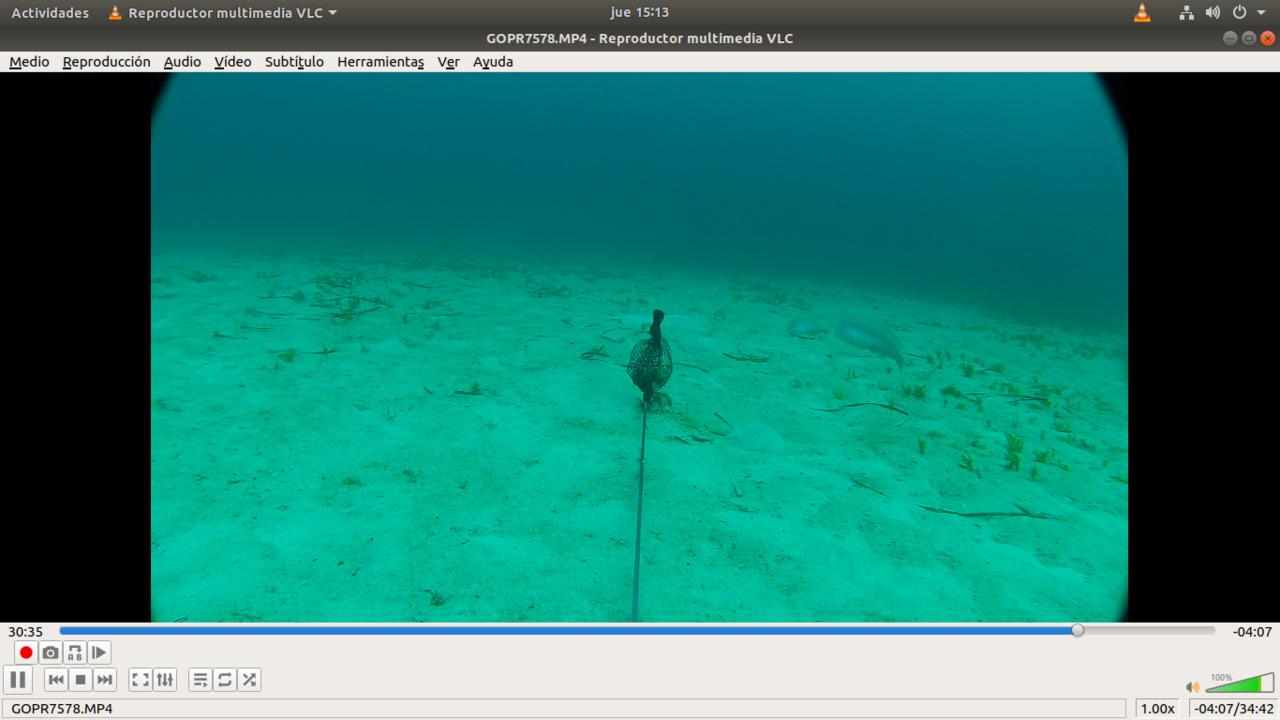 Actividades Reproductor multimedia VLC jue 15:13
GOPR7578.MP4 - Reproductor multimedia VLC
Medio Reproducción Audio Vídeo Subtítulo Herramientas Ver Ayuda
30:35 -04:07
A B
100%
GOPR7578.MP4 1.00x -04:07/34:42